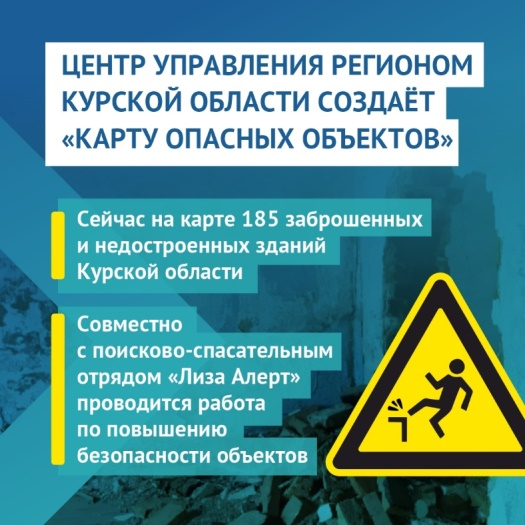 ЦЕНТР УПРАВЛЕНИЯ РЕГИОНОМ
КУРСКОЙ ОБЛАСТИ СОЗДАЁТ
«КАРТУ ОПАСНЫХ ОБЪЕКТОВ»
Сейчас на карте 185 заброшенных
и недостроенных зданий
Курской области
Совместно
с поисково-спасательным
отрядом «Лиза Алерт»
проводится работа
по повышению
безопасности объектов